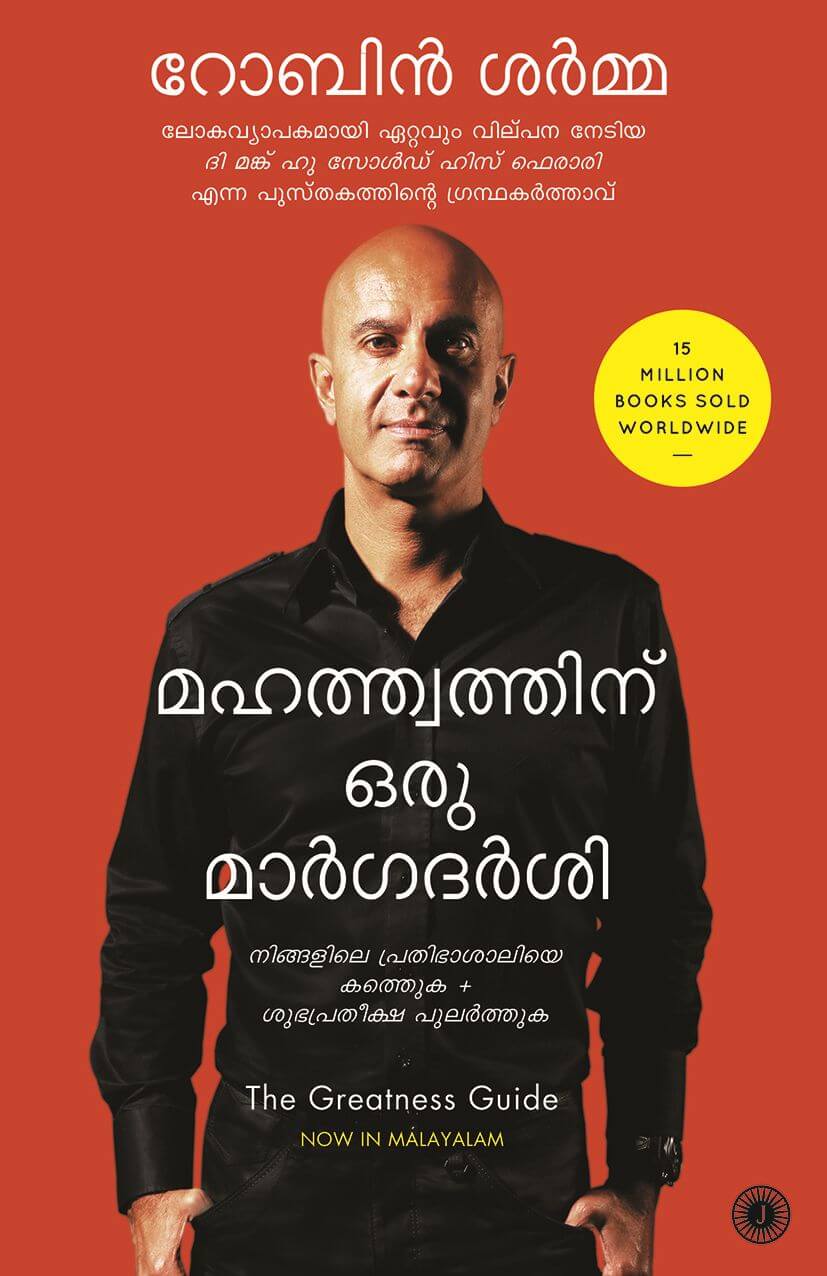 റോബിൻ ശർമ്മ
ലോകവ്യാപകമായി ഏറ്റവും വില്പന നേടിയ
ദി മങ്ക് ഹു സോൾഡ് ഹിസ് ഫെരാരി
എന്ന പുസ്തകത്തിന്റെ ഗ്രന്ഥകർത്താവ്
15
MILLION
BOOKS SOLD
WORLDWIDE
മഹത്ത്വത്തിന്
ഒരു
മാർഗദർശി
നിങ്ങളിലെ പ്രതിഭാശാലിയെ
കത്തെുക +
ശുഭപ്രതീക്ഷ പുലർത്തുക
The Greatness Guide
NOW IN MALAYALAM
J